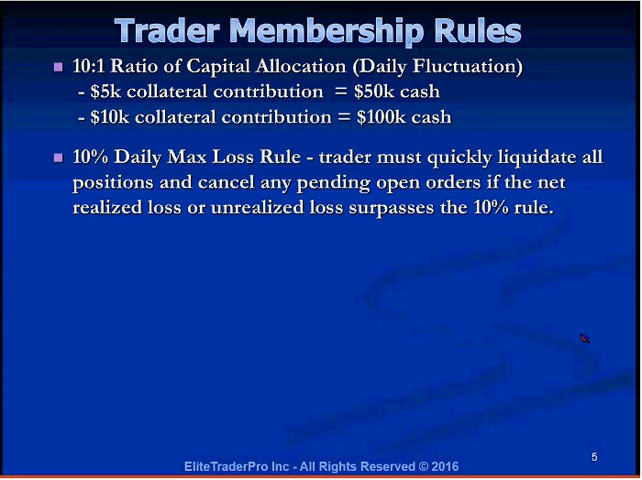 Trader Membership Rules
10:1 Ratio of Capital Allocation (Daily Fluctuation)
- $5k collateral contribution = $50k cash
- $10k collateral contribution = $100k cash
10% Daily Max Loss Rule - trader must quickly liquidate all
positions and cancel any pending open orders if the net
realized loss or unrealized loss surpasses the 10% rule.
5
EliteTraderPro Inc - All Rights Reserved © 2016